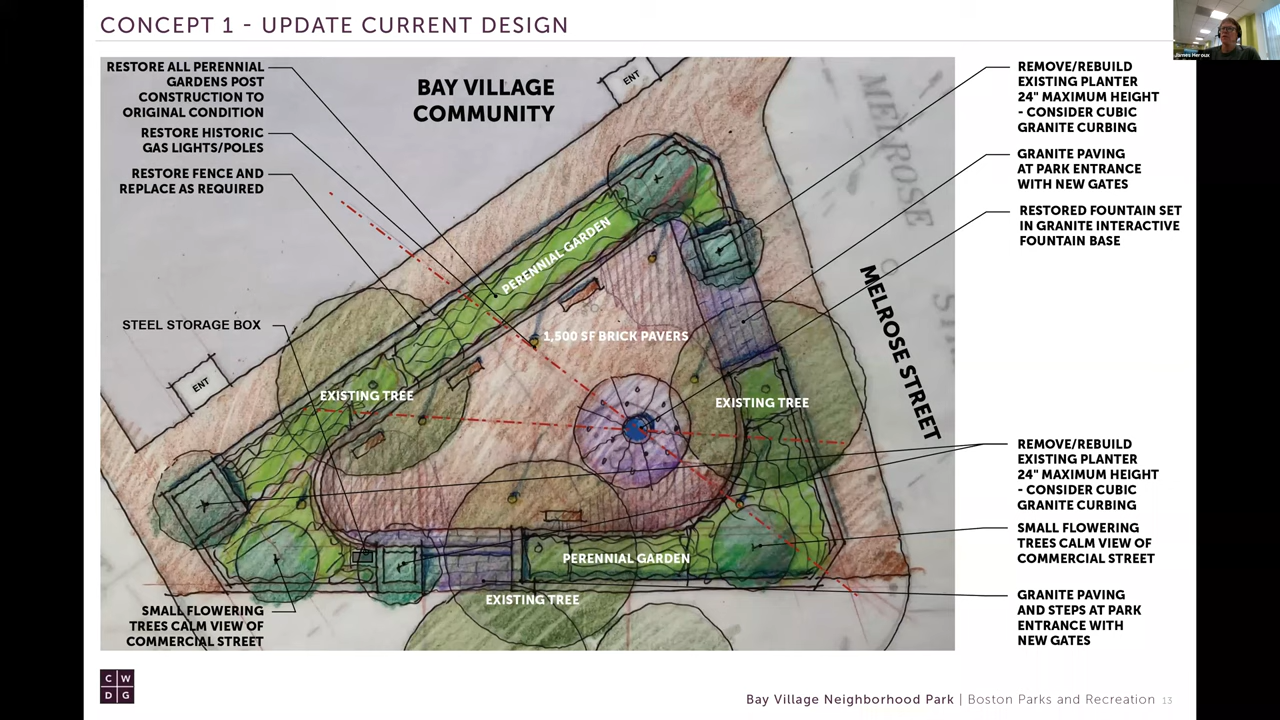 CONCEPT 1 - UPDATE CURRENT DESIGN
James Heroux
RESTORE ALL PERENNIAL
GARDENS POST
CONSTRUCTION TO
ORIGINAL CONDITION
RESTORE HISTORIC
GAS LIGHTS/POLES
RESTORE FENCE AND
REPLACE AS REQUIRED
STEEL STORAGE BOX
SMALL FLOWERING
TREES CALM VIEW OF
COMMERCIAL STREET
BAY VILLAGE
COMMUNITY
ENT
ENT
PERENNIAL GARDEN
1,500 SF BRICK PAVERS
EXISTING TREE
EXISTING TREE
PERENNIAL GARDEN
EXISTING TREE
MELROSE
MELROSE STREET
REMOVE/REBUILD
EXISTING PLANTER
24" MAXIMUM HEIGHT
- CONSIDER CUBIC
GRANITE CURBING
GRANITE PAVING
AT PARK ENTRANCE
WITH NEW GATES
RESTORED FOUNTAIN SET
IN GRANITE INTERACTIVE
FOUNTAIN BASE
REMOVE/REBUILD
EXISTING PLANTER
24" MAXIMUM HEIGHT
- CONSIDER CUBIC
GRANITE CURBING
SMALL FLOWERING
TREES CALM VIEW OF
COMMERCIAL STREET
GRANITE PAVING
AND STEPS AT PARK
ENTRANCE WITH
NEW GATES
C W
D G
Bay Village Neighborhood Park | Boston Parks and Recreation 13